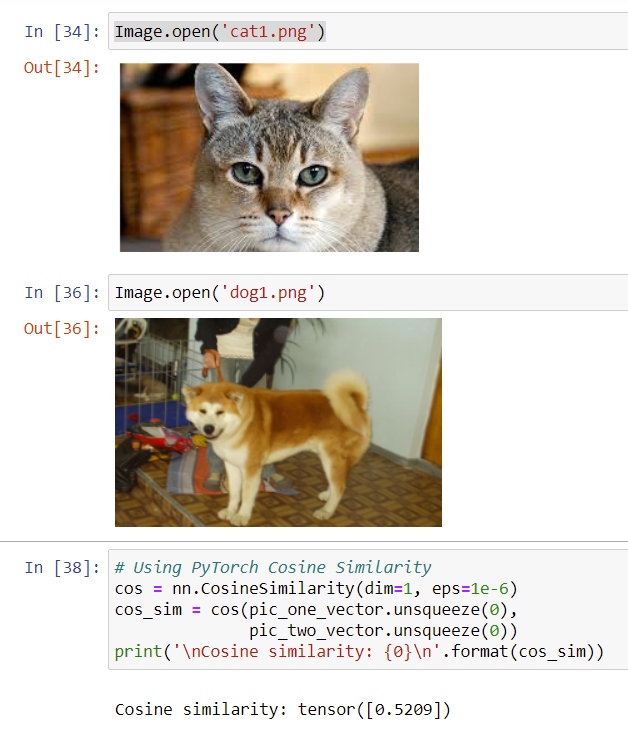 In [34]: Image.open('cat1.png')
Out[34]:
In [36]: Image.open('dog1.png')
Out[36]:
In [38]: # Using PyTorch Cosine Similarity
cos = nn.CosineSimilarity(dim=1, eps=1e-6)
cos_sim = cos(pic_one_vector.unsqueeze(0),
pic_two_vector.unsqueeze(0))
print('\nCosine similarity: {0}\n'.format(cos_sim))
Cosine similarity: tensor([0.5209])